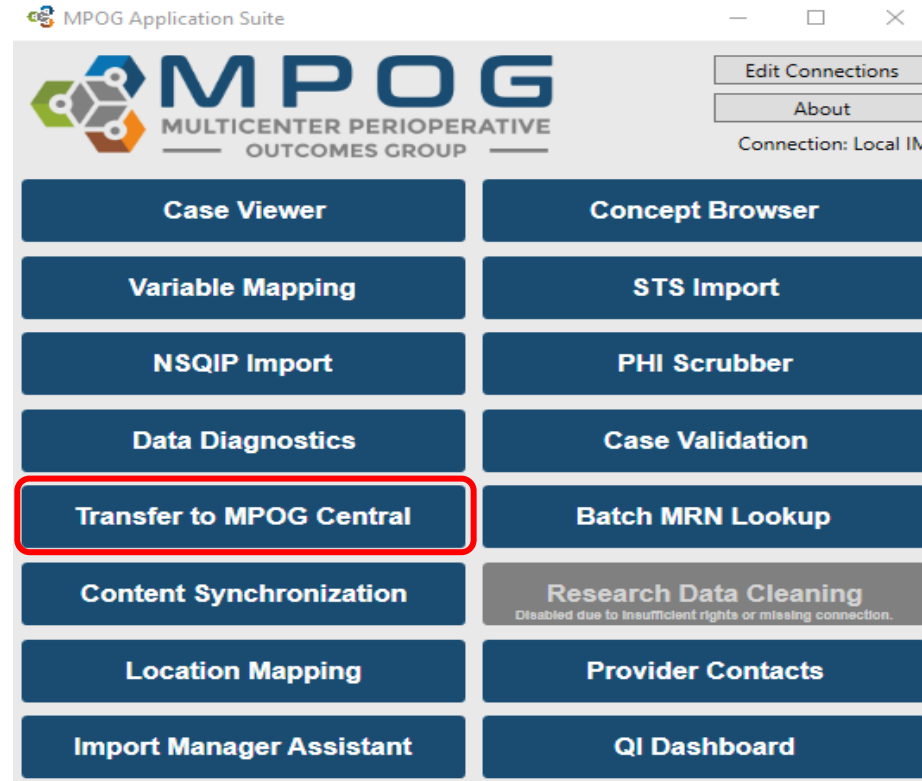 MPOG Application Suite
MPOG
MULTICENTER PERIOPERATIVE
OUTCOMES GROUP
Edit Connections
About
Connection: Local IM
Case Viewer
Concept Browser
Variable Mapping
STS Import
NSQIP Import
PHI Scrubber
Data Diagnostics
Case Validation
Transfer to MPOG Central
Batch MRN Lookup
Content Synchronization
Research Data Cleaning
Disabled due to insufficient rights or missing connection.
Location Mapping
Provider Contacts
Import Manager Assistant
QI Dashboard